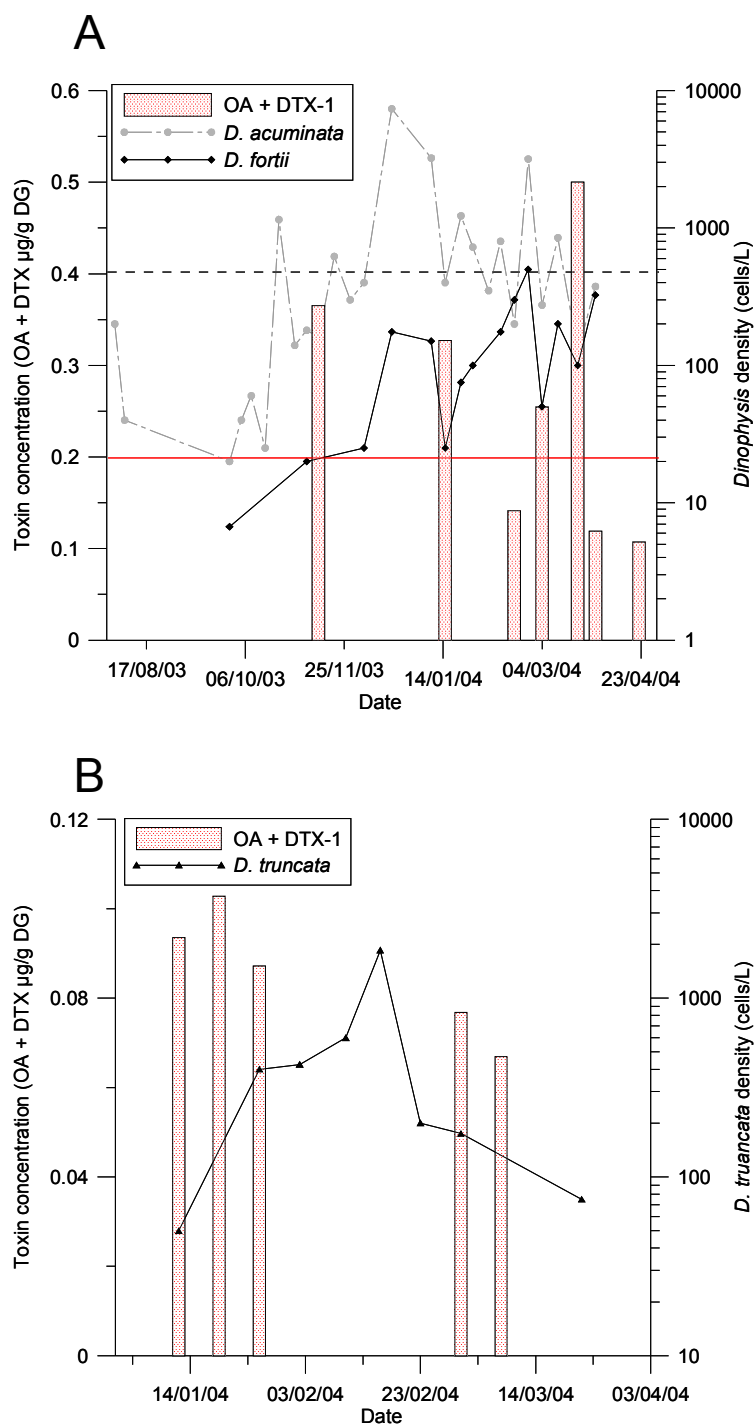 A
Toxin concentration (OA + DTX µg/g DG)
0.6
0.5
0.4
0.3
0.2
0.1
0
OA + DTX-1
D. acuminata
D. fortii
10000
1000
100
10
1
Dinophysis density (cells/L)
17/08/03
06/10/03
25/11/03
14/01/04
04/03/04
23/04/04
Date
B
Toxin concentration (OA + DTX µg/g DG)
0.12
0.08
0.04
0
OA + DTX-1
D. truncata
10000
1000
100
10
D. truancata density (cells/L)
14/01/04
03/02/04
23/02/04
14/03/04
03/04/04
Date